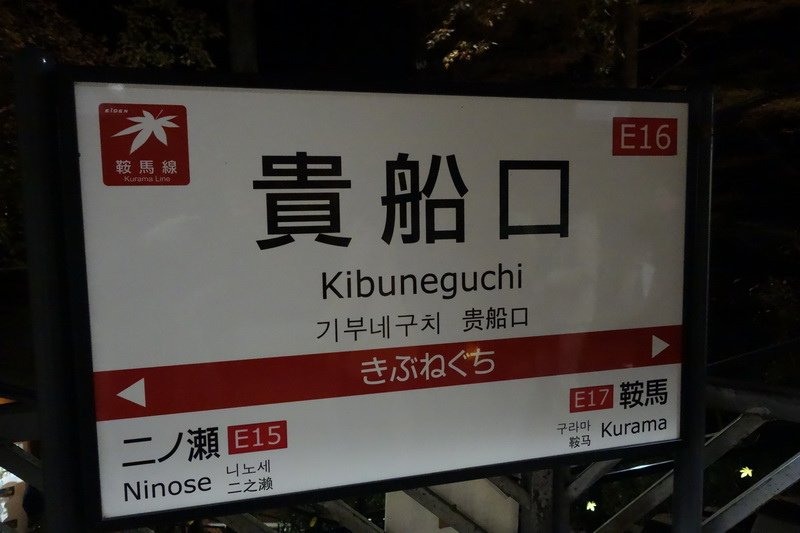 EIDEN
鞍馬線
Kurama Line
E16
貴船口
Kibuneguchi
기부네구치 贵船口
きぶねぐち
二ノ瀬 E15
Ninose
니노세
二之濑
E17 鞍馬
구라마
鞍马
Kurama